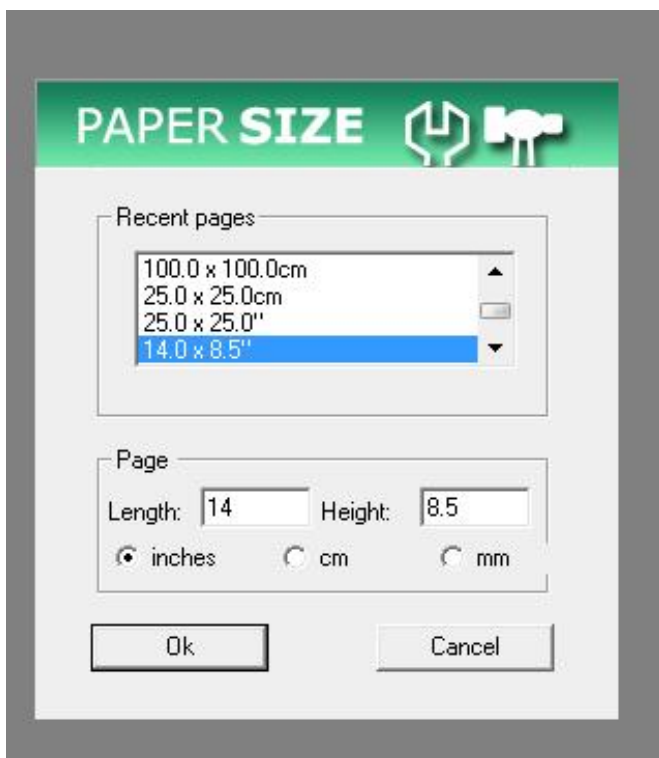 PAPER SIZE
Recent pages
100.0 x 100.0cm
25.0 x 25.0cm
25.0 x 25.0"
14.0 x 8.5"
Page
Length: 14 Height: 8.5
inches cm mm
Ok Cancel